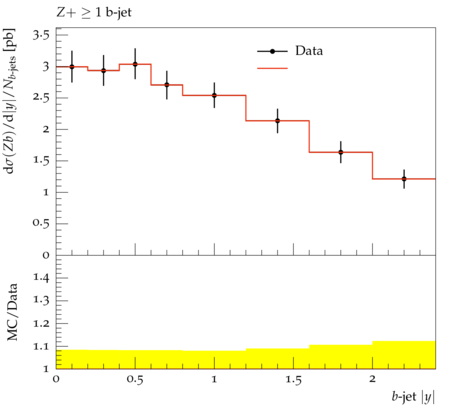 Z+ ≥ 1 b-jet
Data
dσ(Zb)/d|y|/N_{b-jets} [pb]
3.5
3
2.5
2
1.5
1
0.5
0
MC/Data
1.4
1.3
1.2
1.1
1
0 0.5 1 1.5 2
b-jet |y|